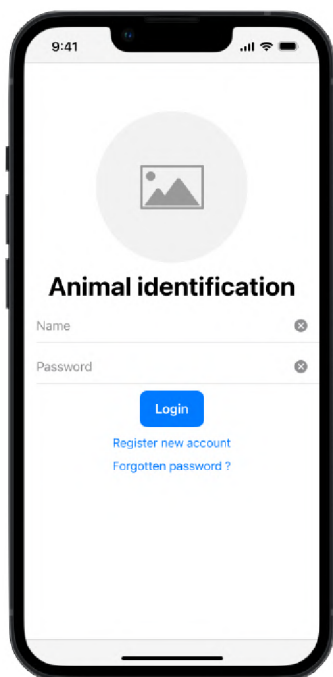 9:41
Animal identification
Name
Password
Login
Register new account
Forgotten password ?